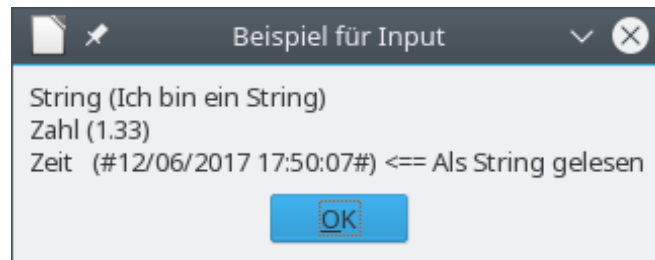 Beispiel für Input
String (Ich bin ein String)
Zahl (1.33)
Zeit (#12/06/2017 17:50:07#) <== Als String gelesen
OK